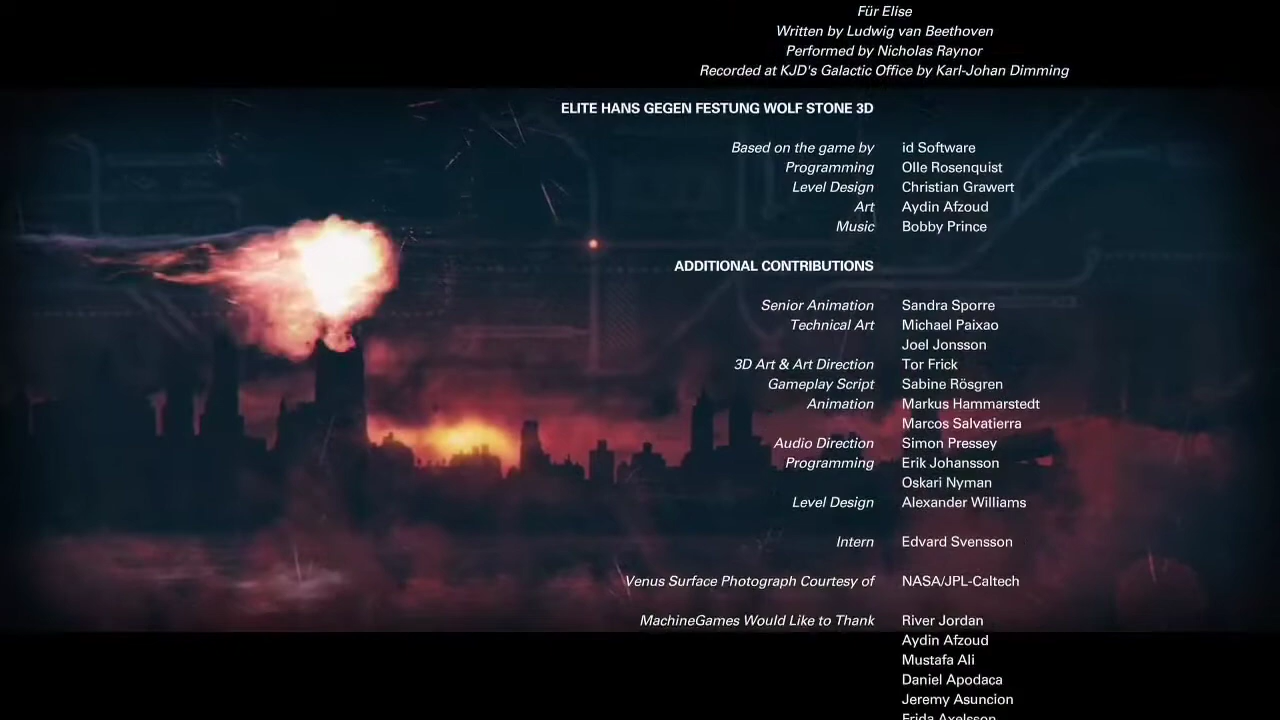 Für Elise
Written by Ludwig van Beethoven
Performed by Nicholas Raynor
Recorded at KJD's Galactic Office by Karl-Johan Dimming
ELITE HANS GEGEN FESTUNG WOLF STONE 3D
Based on the game by id Software
Programming Olle Rosenquist
Level Design Christian Grawert
Art Aydin Afzoud
Music Bobby Prince
ADDITIONAL CONTRIBUTIONS
Senior Animation Sandra Sporre
Technical Art Michael Paixao
Joel Jonsson
3D Art & Art Direction Tor Frick
Gameplay Script Sabine Rösgren
Animation Markus Hammarstedt
Marcos Salvatierra
Audio Direction Simon Pressey
Programming Erik Johansson
Oskari Nyman
Level Design Alexander Williams
Intern Edvard Svensson
Venus Surface Photograph Courtesy of NASA/JPL-Caltech
MachineGames Would Like to Thank River Jordan
Aydin Afzoud
Mustafa Ali
Daniel Apodaca
Jeremy Asuncion
Frida Axelsson